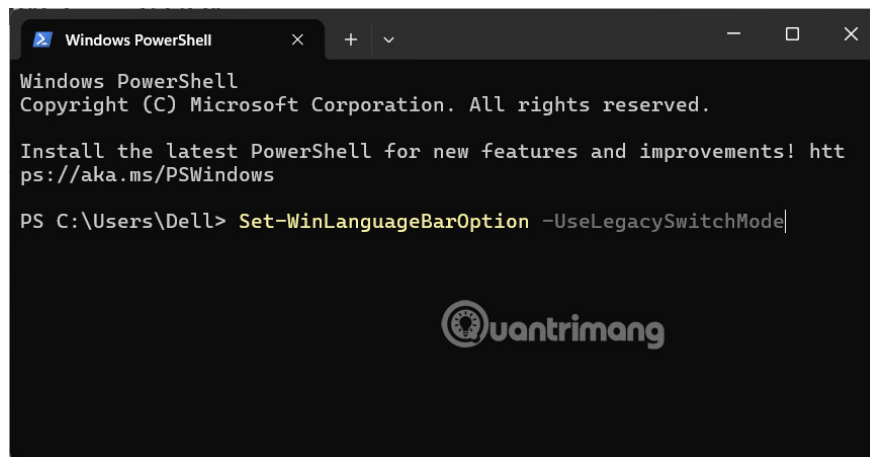 Windows PowerShell
Windows PowerShell
Copyright (C) Microsoft Corporation. All rights reserved.
Install the latest PowerShell for new features and improvements! htt
ps://aka.ms/PSWindows
PS C:\Users\Dell> Set-WinLanguageBarOption -UseLegacySwitchMode
Quantrimang